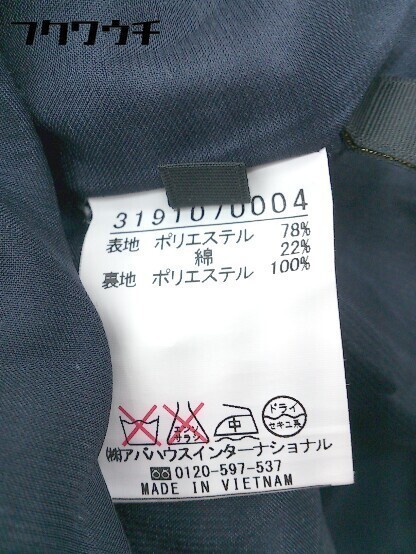 フクワウチ
3191070004
表地 ポリエステル 78%
綿 22%
裏地 ポリエステル 100%
エンソ サラシ 中 ドライ セキユ系
㈱アバハウスインターナショナル
0120-597-537
MADE IN VIETNAM